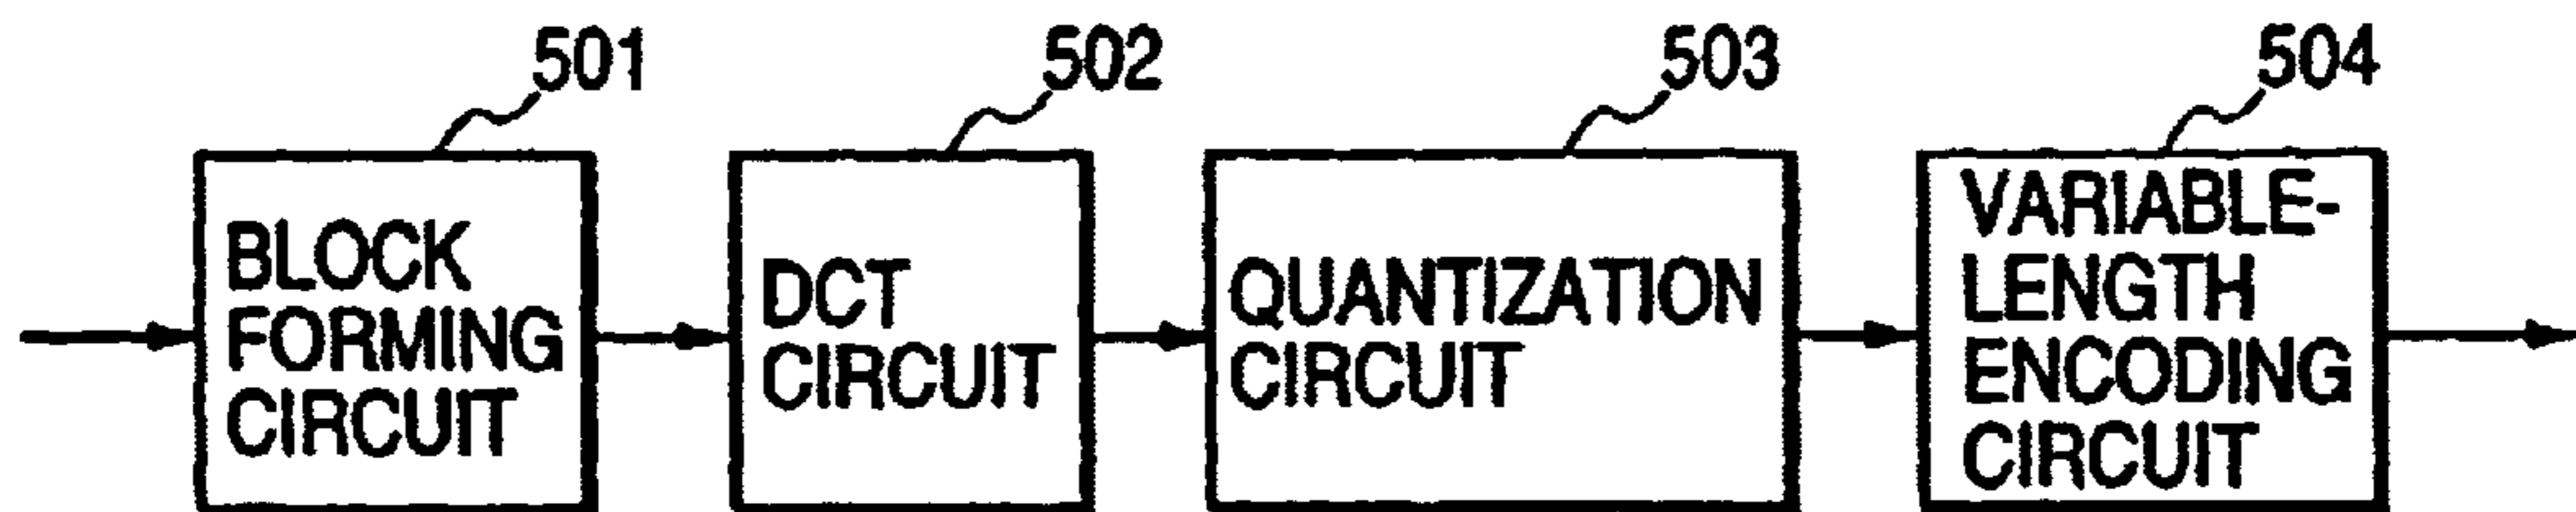 501
502
503
504
BLOCK
FORMING
CIRCUIT
DCT
CIRCUIT
QUANTIZATION
CIRCUIT
VARIABLE-
LENGTH
ENCODING
CIRCUIT